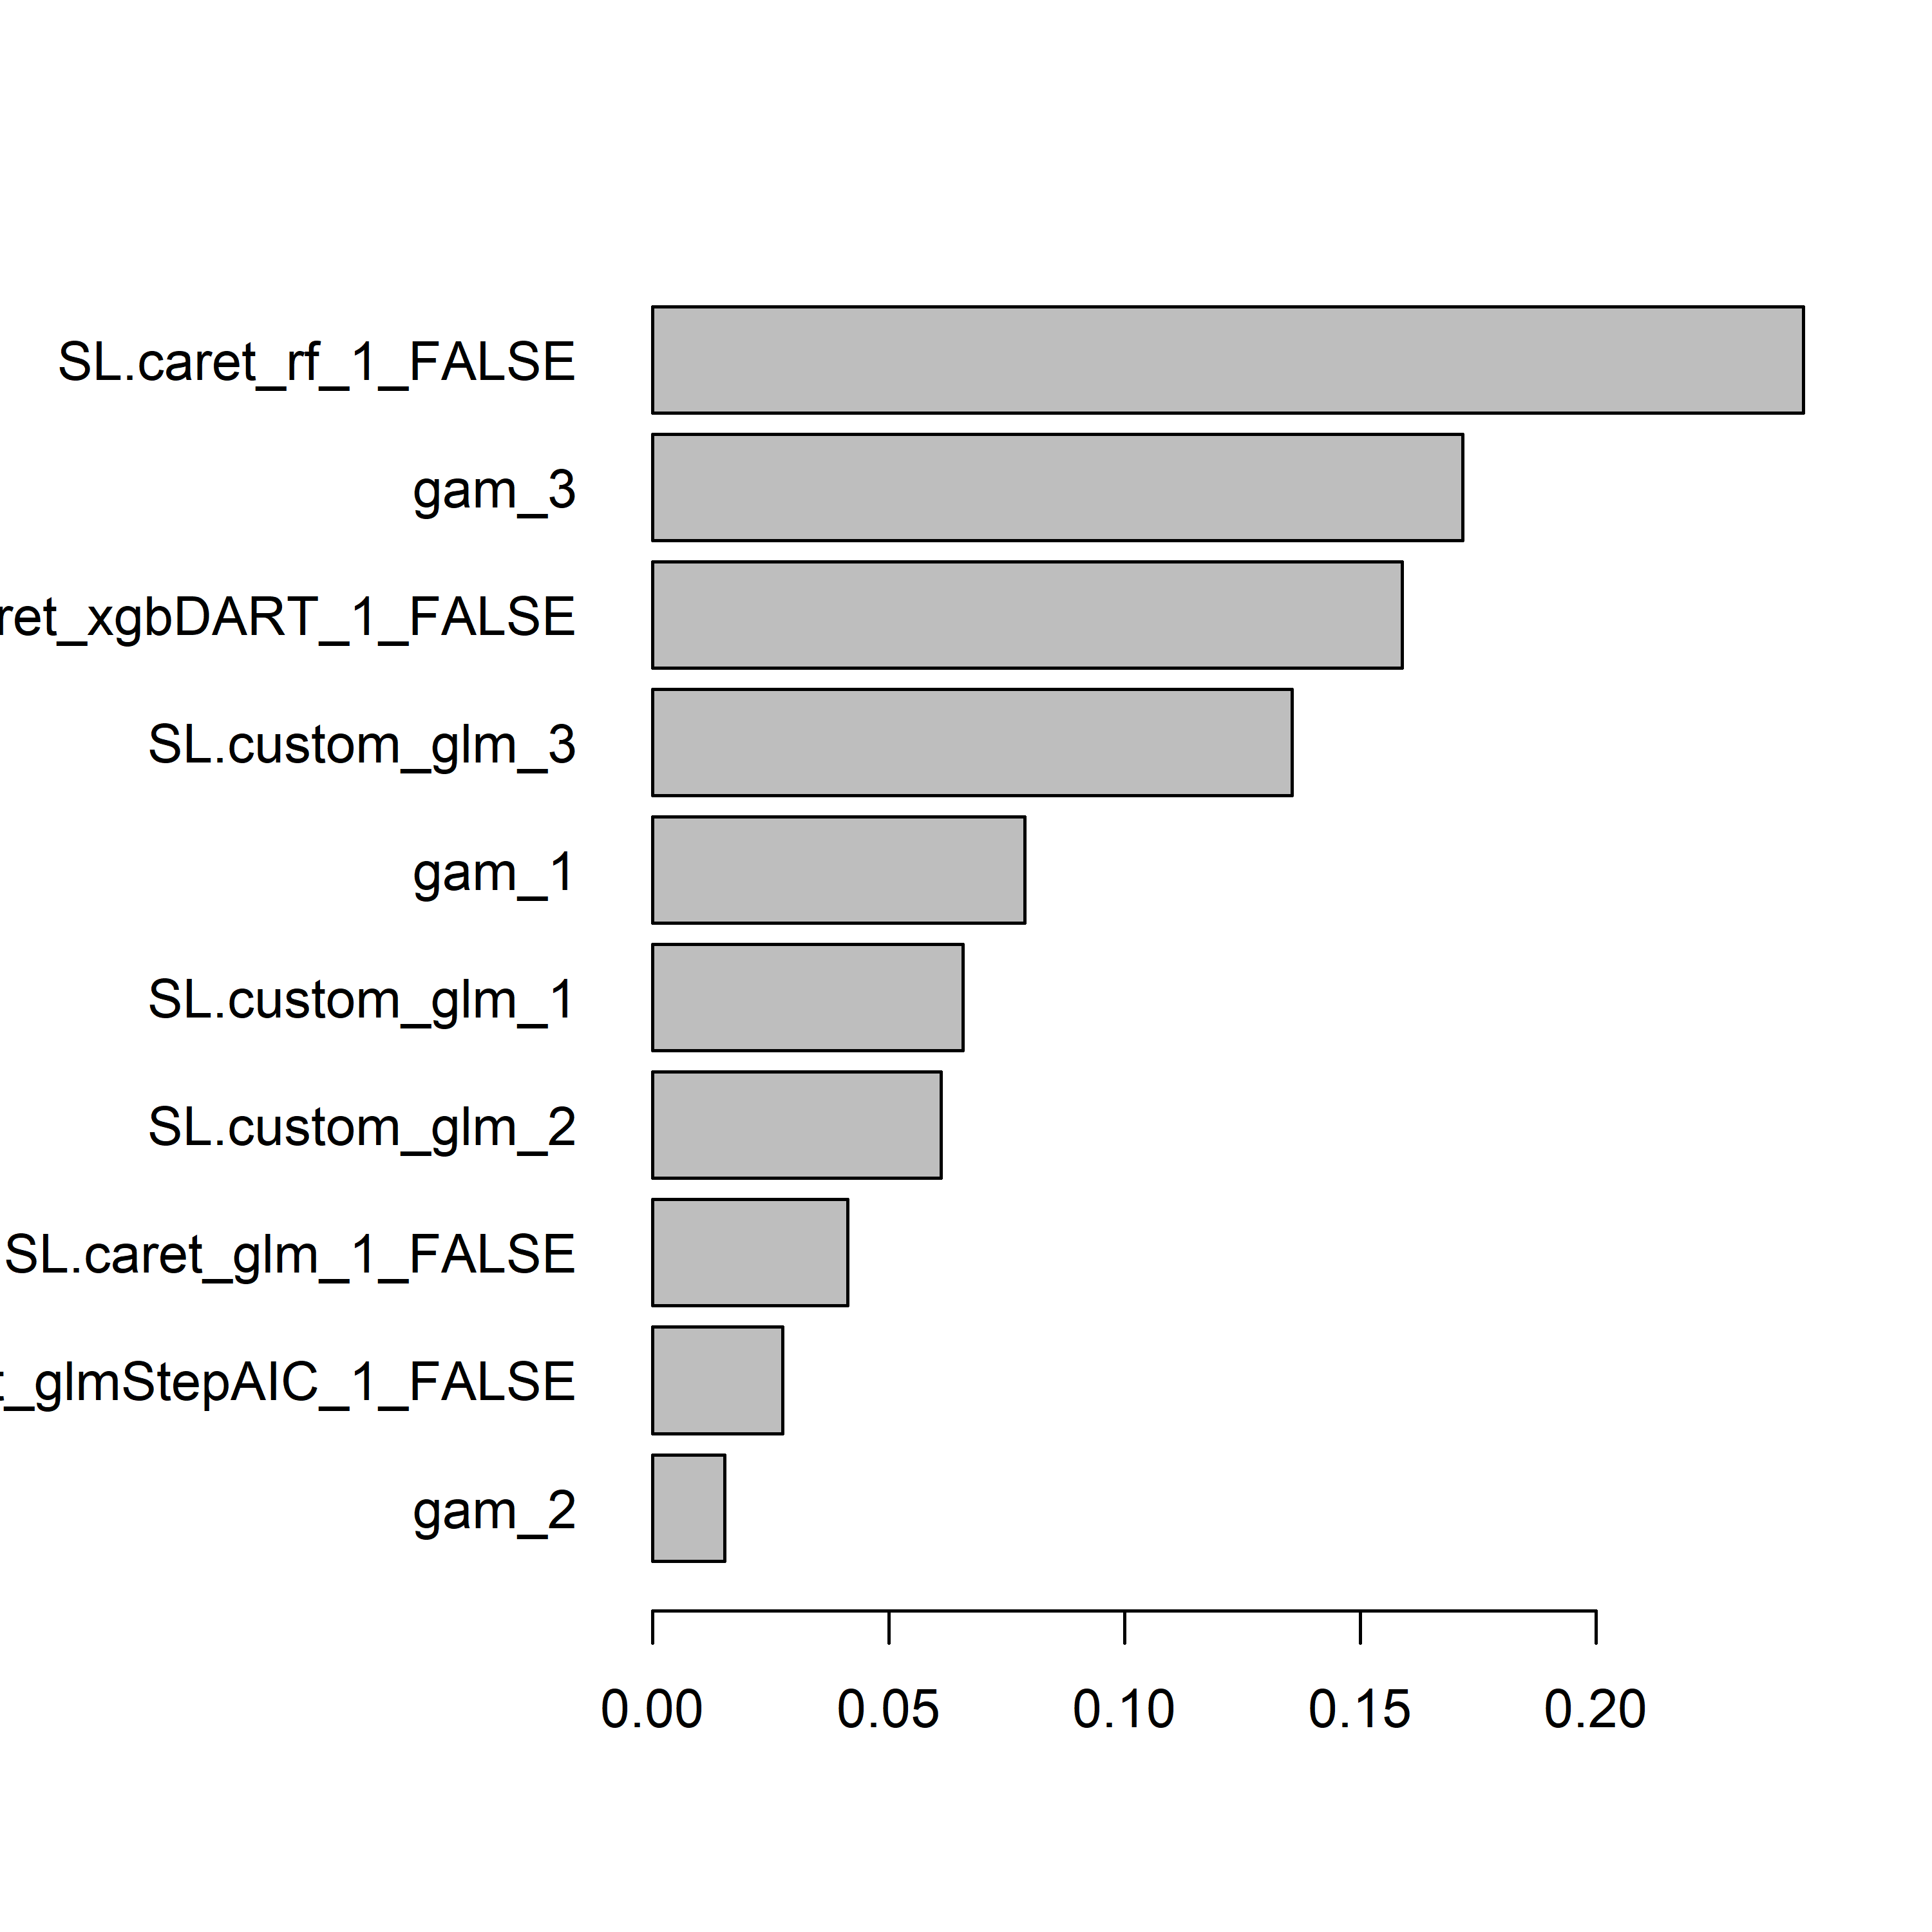 SL.caret_rf_1_FALSE
gam_3
ret_xgbDART_1_FALSE
SL.custom_glm_3
gam_1
SL.custom_glm_1
SL.custom_glm_2
SL.caret_glm_1_FALSE
t_glmStepAIC_1_FALSE
gam_2
0.00 0.05 0.10 0.15 0.20